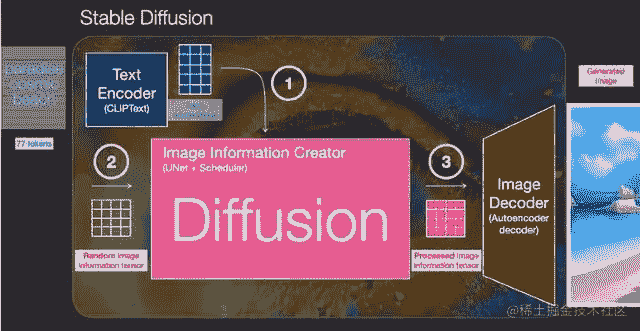 Stable Diffusion
Text
Encoder
(CLIPText)
1
Generated
image
77 tokens
2
Image Information Creator
(UNet + Scheduler)
Diffusion
3
Image
Decoder
(Autoencoder
decoder)
Random image
information tensor
Processed image
information tensor
@稀土掘金技术社区